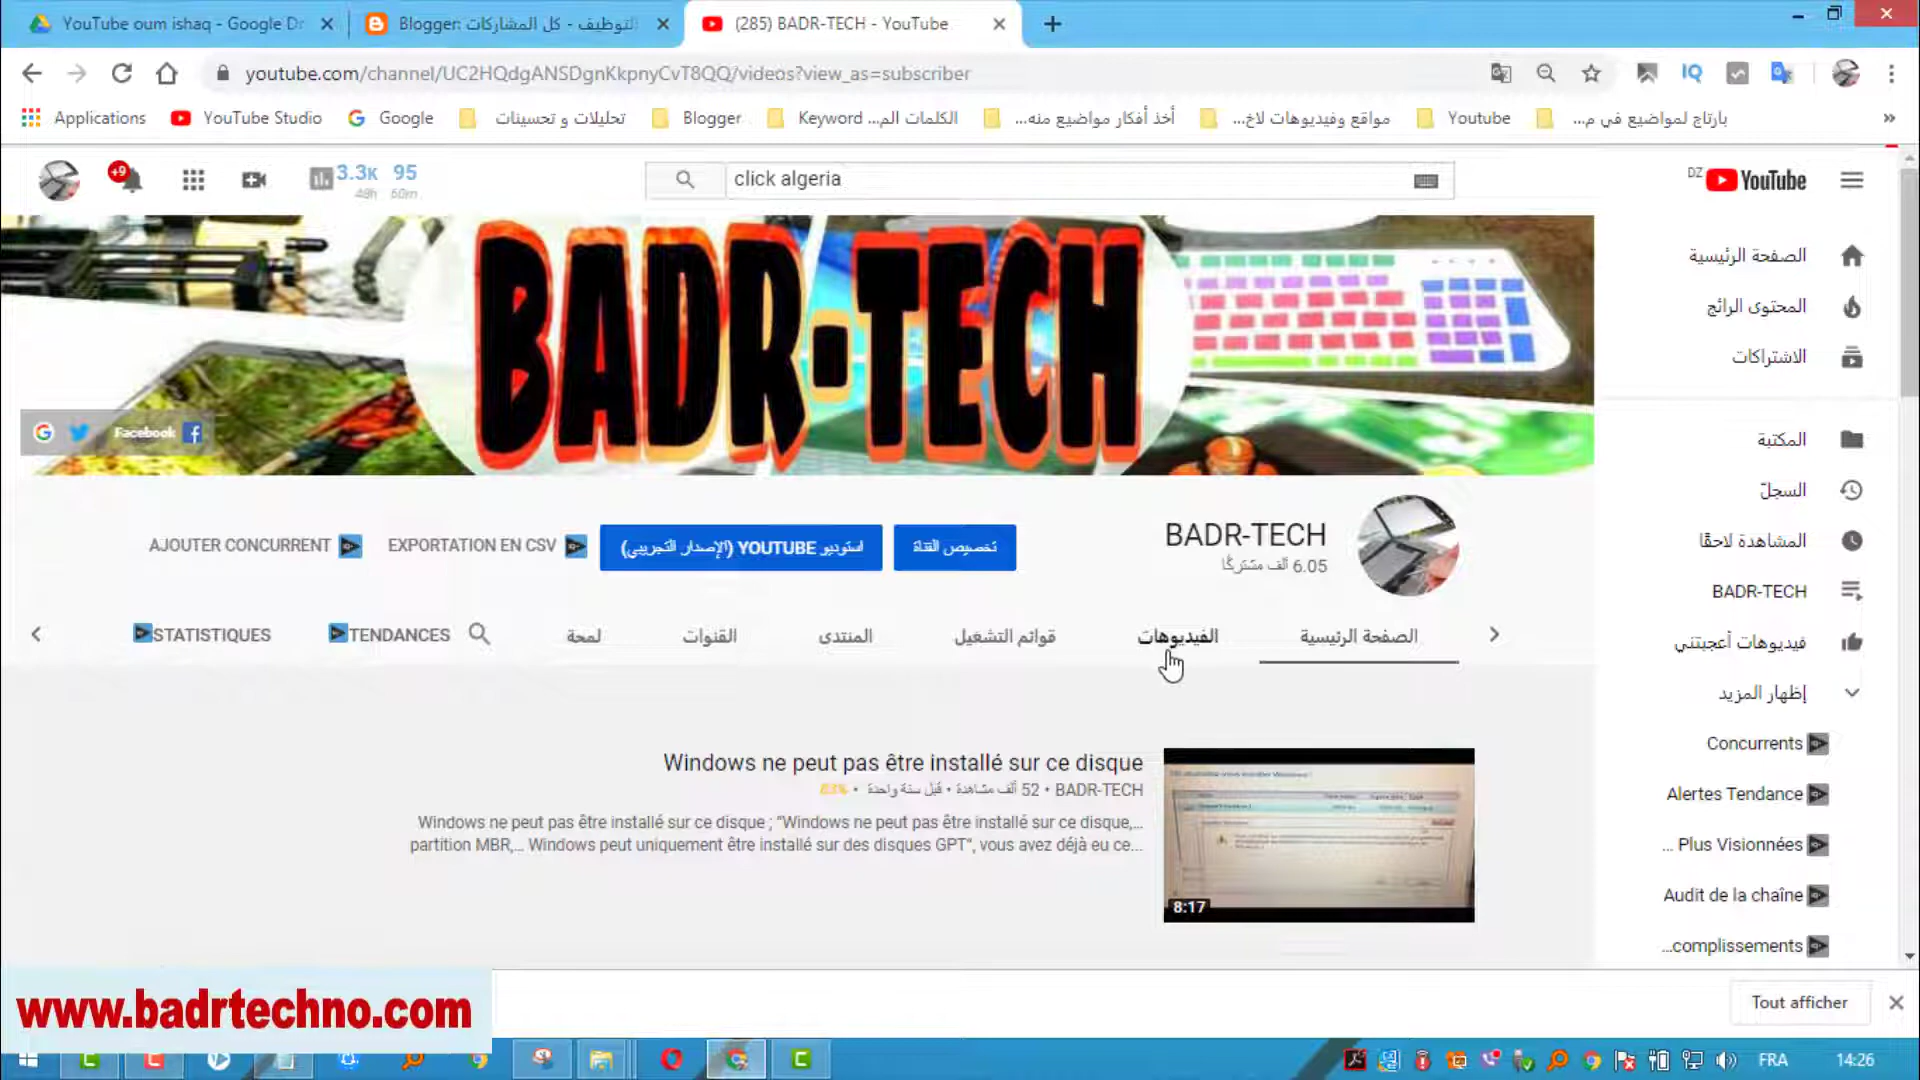 YouTube oum ishaq - Google Dr
Blogger: التوظيف - كل المشاركات
(285) BADR-TECH - YouTube
youtube.com/channel/UC2HQdgANSDgnKkpnyCvT8QQ/videos?view_as=subscriber
Applications
YouTube Studio
Google
تحليلات و تحسينات
Blogger
Keyword الكلمات الم...
أخذ أفكار مواضيع منه...
مواقع وفيديوهات لاخ...
Youtube
بارتاج لمواضيع في م...
+9
3.3K 95
48h 60m
click algeria
DZ
YouTube
BADR-TECH
Facebook
الصفحة الرئيسية
المحتوى الرائج
الاشتراكات
المكتبة
السجلّ
المشاهدة لاحقًا
BADR-TECH
فيديوهات أعجبتني
إظهار المزيد
Concurrents
Alertes Tendance
... Plus Visionnées
Audit de la chaîne
...complissements
BADR-TECH
6.05 ألف مشتركًا
تخصيص القناة
استوديو YOUTUBE (الإصدار التجريبي)
EXPORTATION EN CSV
AJOUTER CONCURRENT
الصفحة الرئيسية
الفيديوهات
قوائم التشغيل
المنتدى
القنوات
لمحة
TENDANCES
STATISTIQUES
Windows ne peut pas être installé sur ce disque
BADR-TECH • 52 ألف مشاهدة • قبل سنة واحدة • 83%
Windows ne peut pas être installé sur ce disque ; "Windows ne peut pas être installé sur ce disque,...
partition MBR,... Windows peut uniquement être installé sur des disques GPT", vous avez déjà eu ce...
8:17
Tout afficher
www.badrtechno.com
FRA
14:26